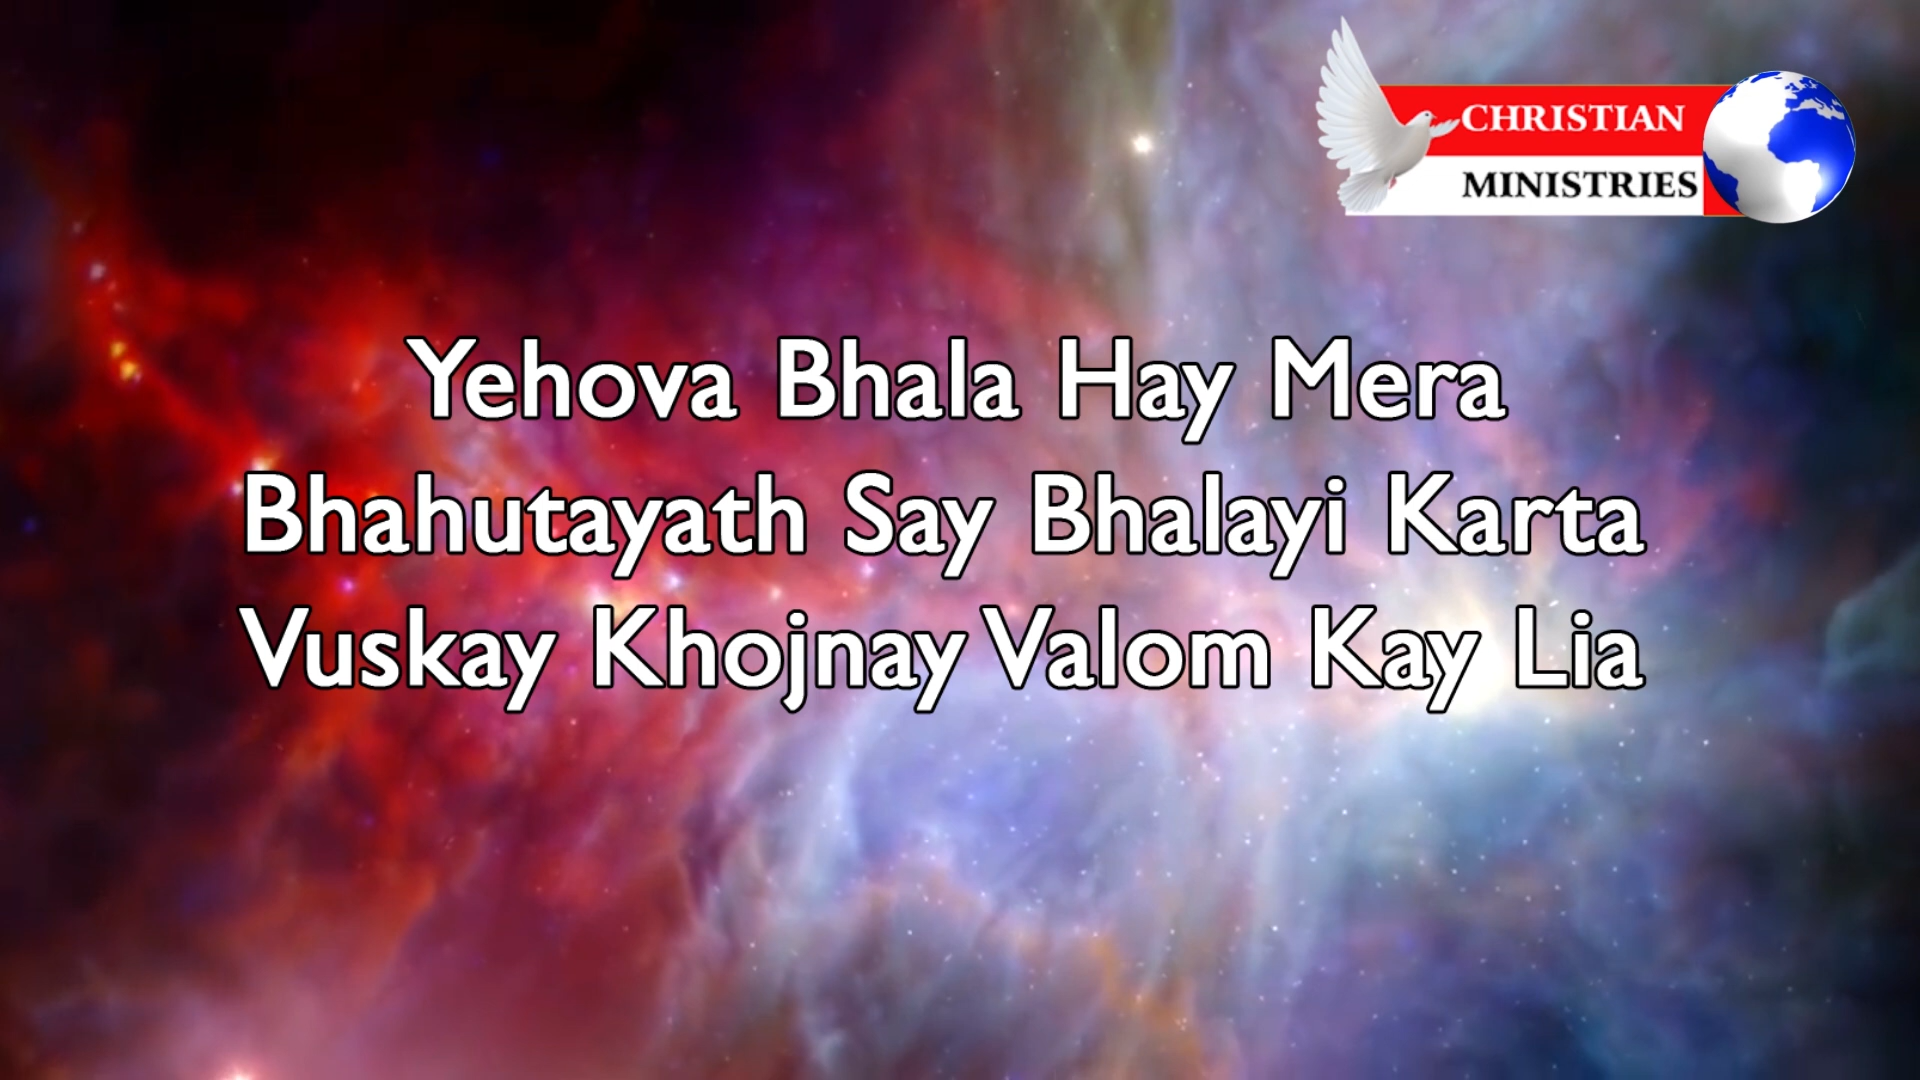 CHRISTIAN
MINISTRIES
Yehova Bhala Hay Mera
Bhahutayath Say Bhalayi Karta
Vuskay Khojnay Valom Kay Lia